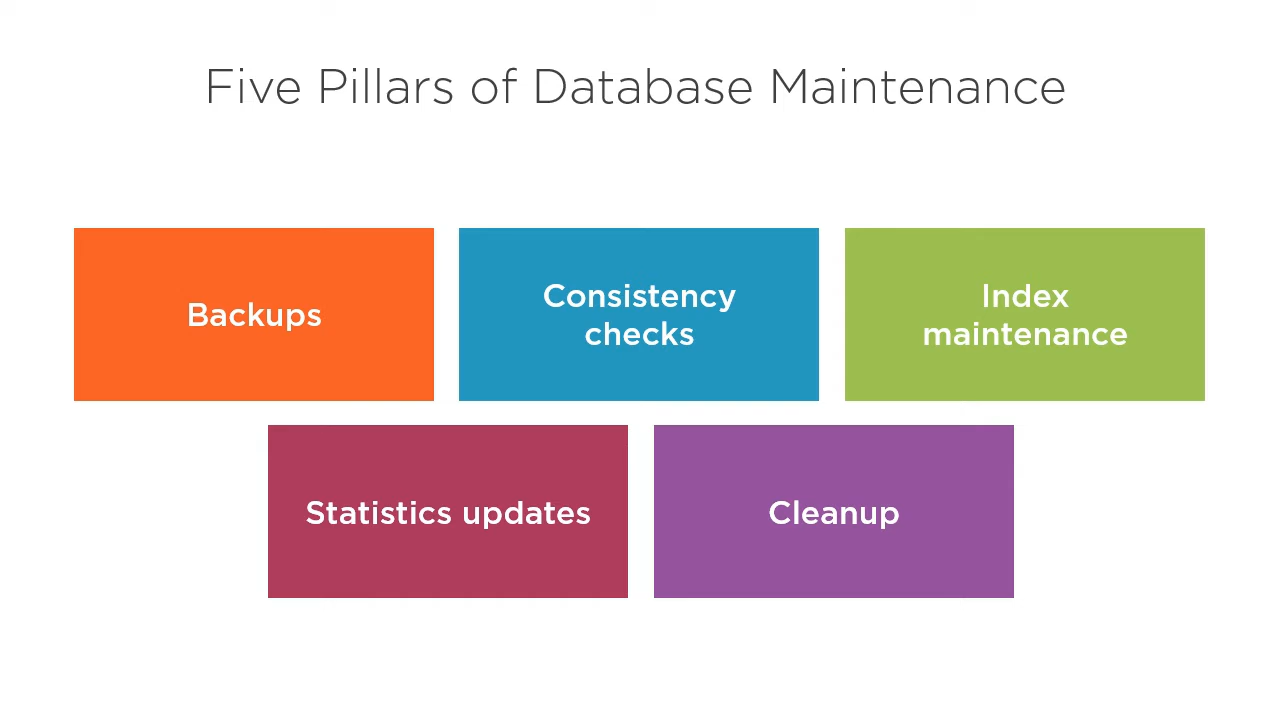 Five Pillars of Database Maintenance
Backups
Consistency
checks
Index
maintenance
Statistics updates
Cleanup